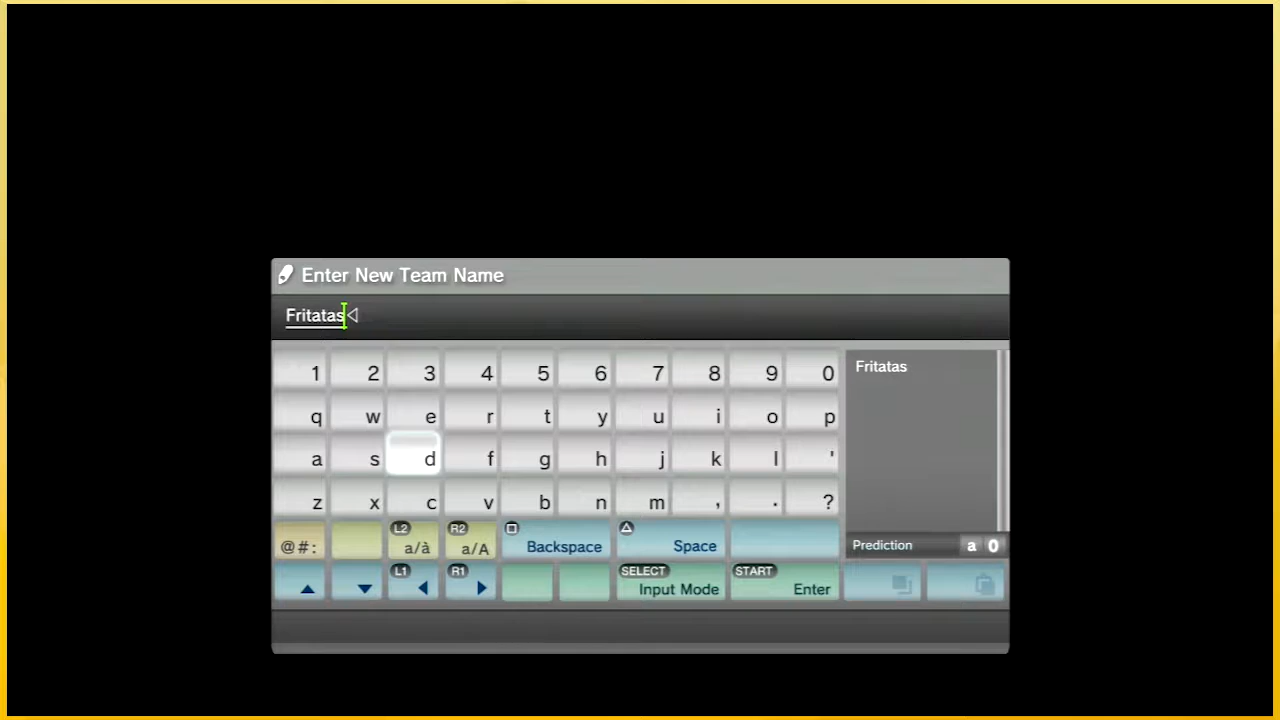 Enter New Team Name
Fritatas
1 2 3 4 5 6 7 8 9 0 Fritatas
q w e r t y u i o p
a s d f g h j k l '
z x c v b n m , . ?
@#: L2 a/à R2 a/A Backspace Space Prediction a 0
L1 R1 SELECT Input Mode START Enter